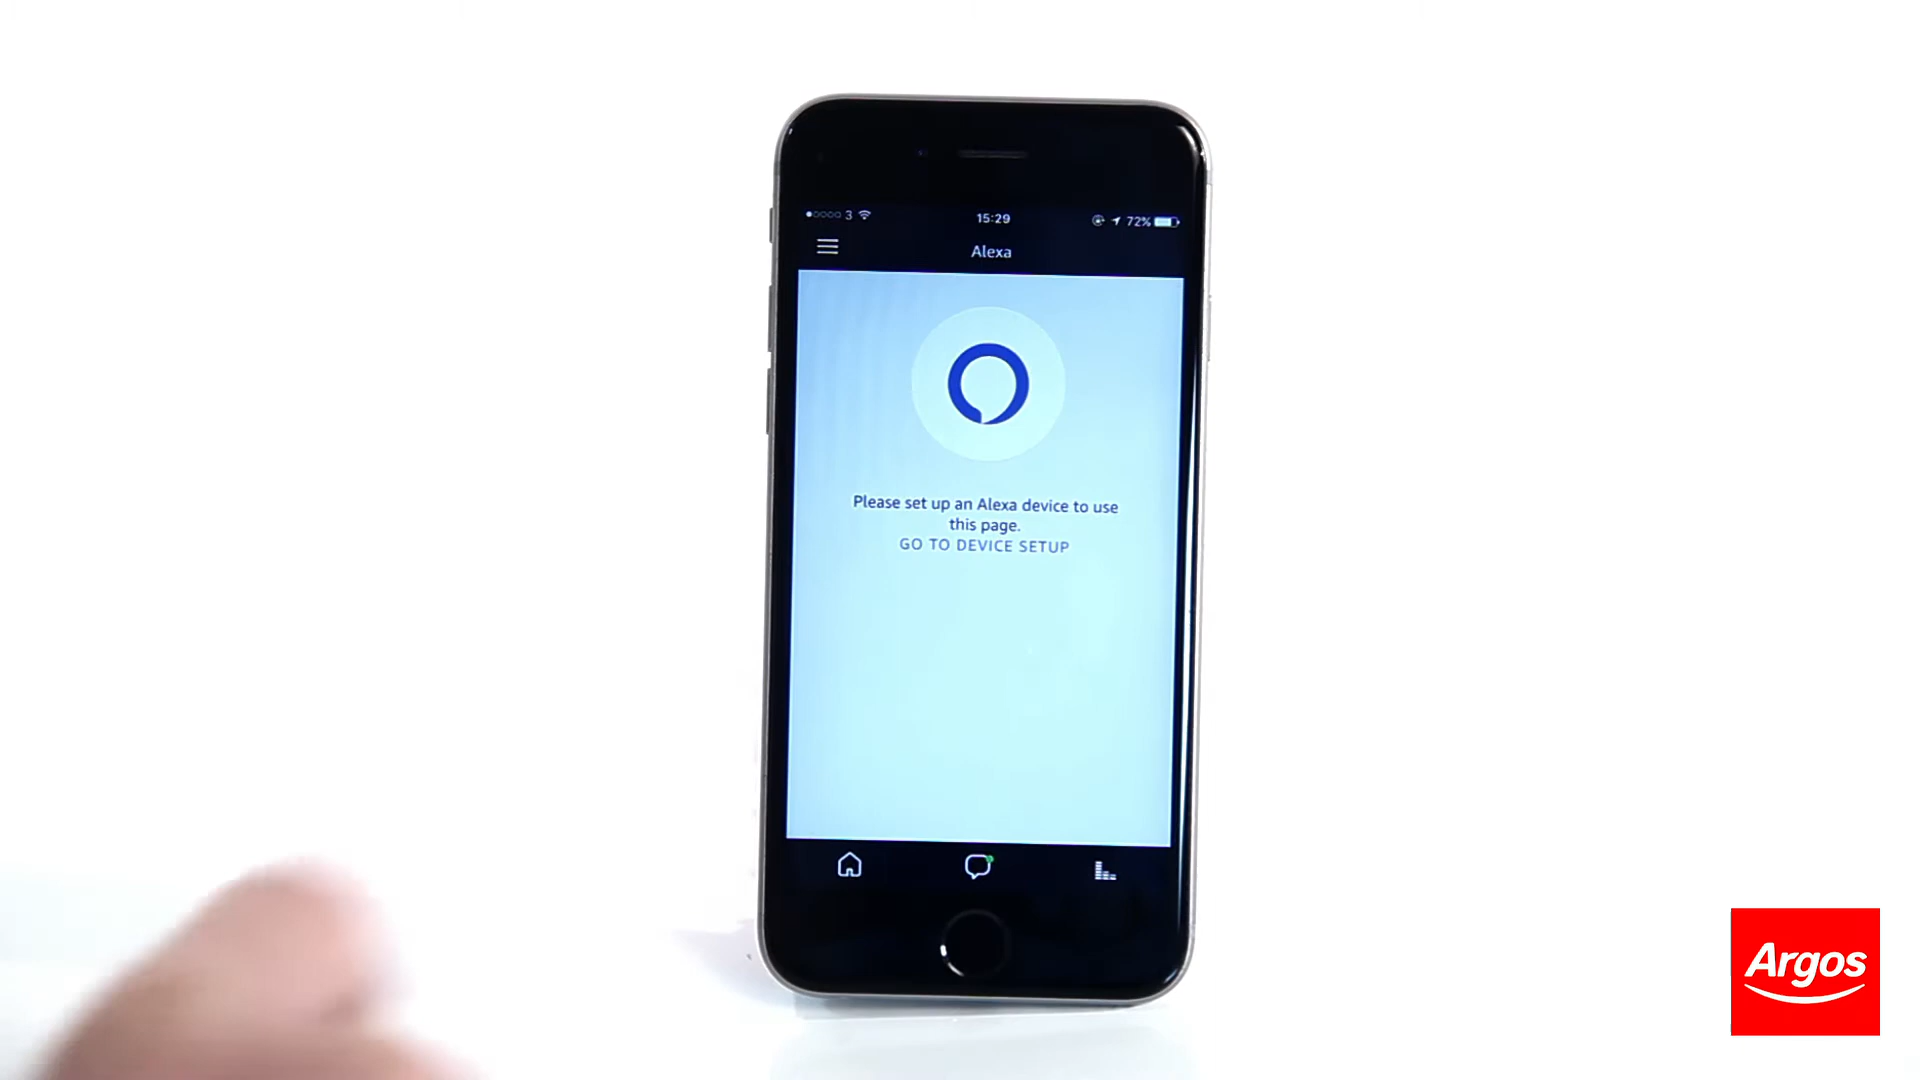 3 15:29 72%
Alexa
Please set up an Alexa device to use
this page.
GO TO DEVICE SETUP
Argos